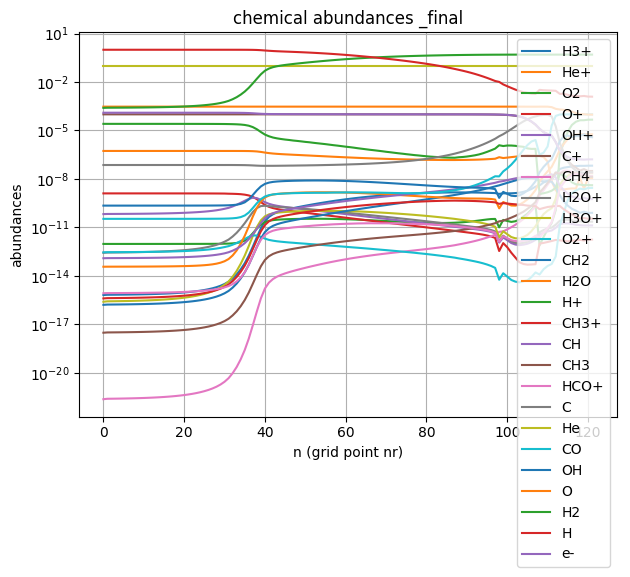 chemical abundances _final
abundances
10^1
10^-2
10^-5
10^-8
10^-11
10^-14
10^-17
10^-20
0 20 40 60 80 100 120
n (grid point nr)
H3+
He+
O2
O+
OH+
C+
CH4
H2O+
H3O+
O2+
CH2
H2O
H+
CH3+
CH
CH3
HCO+
C
He
CO
OH
O
H2
H
e-